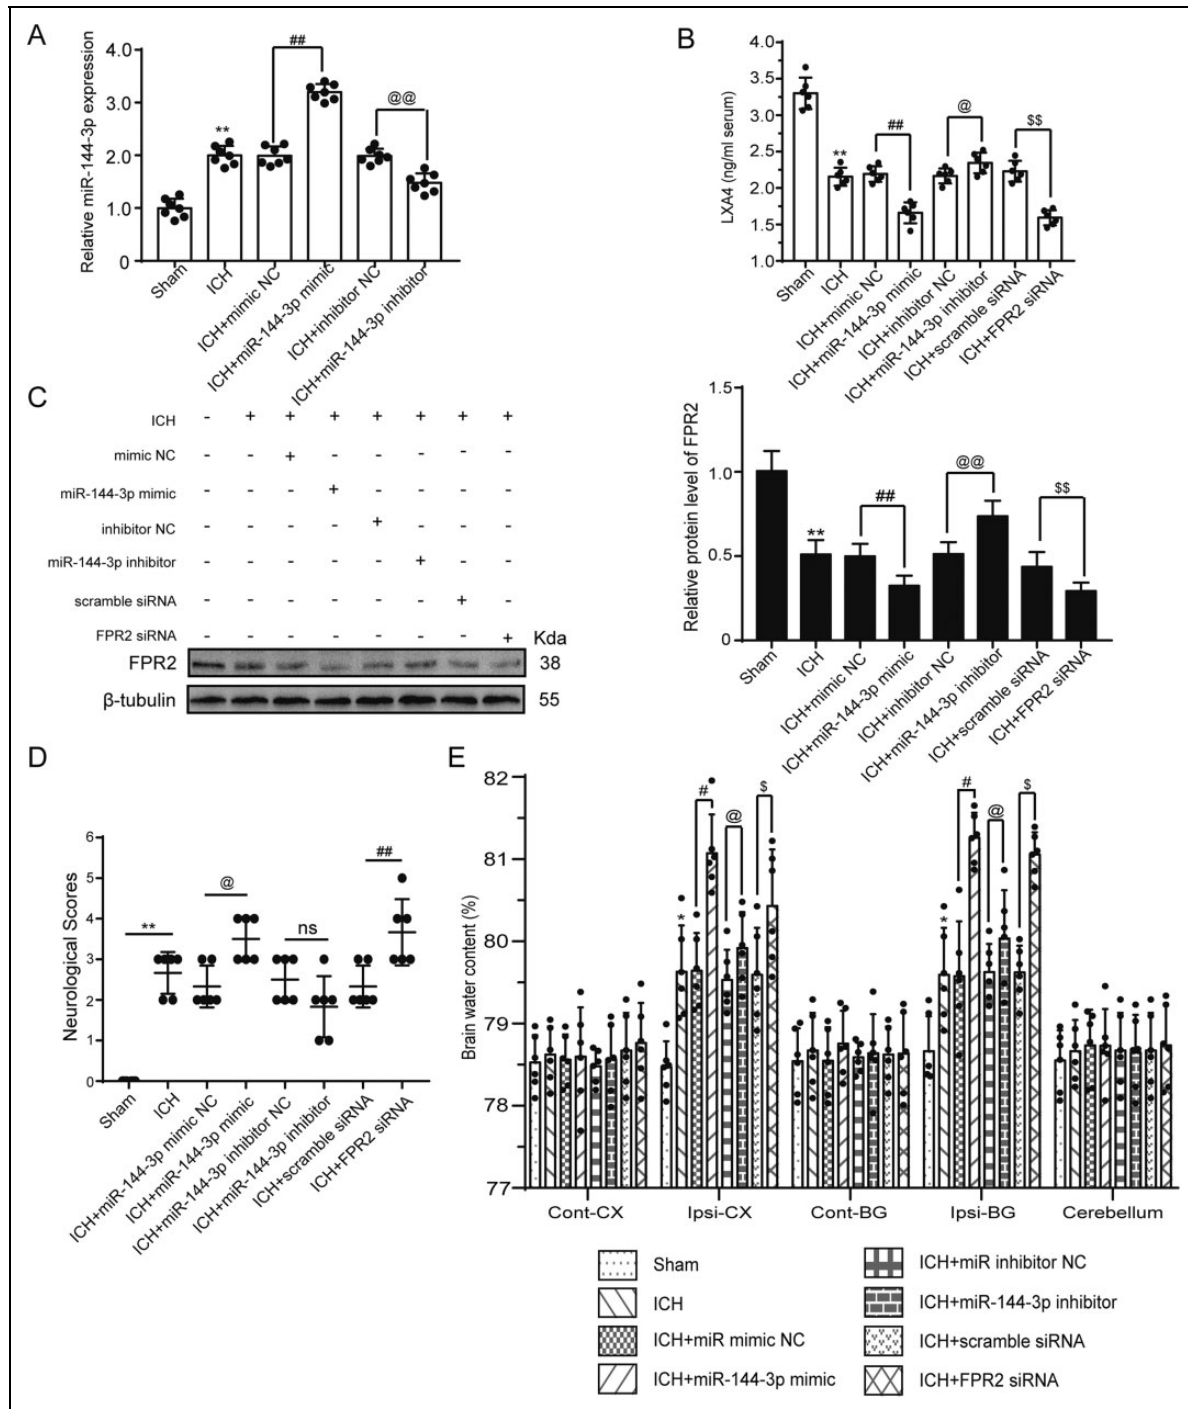 A
Relative miR-144-3p expression
4.0
3.0
2.0
1.0
0
**
##
@@
Sham
ICH
ICH+mimic NC
ICH+miR-144-3p mimic
ICH+inhibitor NC
ICH+miR-144-3p inhibitor
B
LXA4 (ng/ml serum)
4.0
3.5
3.0
2.5
2.0
1.5
1.0
**
##
@
$$
Sham
ICH
ICH+mimic NC
ICH+miR-144-3p mimic
ICH+inhibitor NC
ICH+miR-144-3p inhibitor
ICH+scramble siRNA
ICH+FPR2 siRNA
C
ICH - + + + + + + +
mimic NC - - + - - - - -
miR-144-3p mimic - - - + - - - -
inhibitor NC - - - - + - - -
miR-144-3p inhibitor - - - - - + - -
scramble siRNA - - - - - - + -
FPR2 siRNA - - - - - - - +
Kda
FPR2 38
β-tubulin 55
Relative protein level of FPR2
1.5
1.0
0.5
0
**
##
@@
$$
Sham
ICH
ICH+mimic NC
ICH+miR-144-3p mimic
ICH+inhibitor NC
ICH+miR-144-3p inhibitor
ICH+scramble siRNA
ICH+FPR2 siRNA
D
Neurological Scores
6
5
4
3
2
1
0
**
@
ns
##
Sham
ICH
ICH+miR-144-3p mimic NC
ICH+miR-144-3p mimic
ICH+miR-144-3p inhibitor NC
ICH+miR-144-3p inhibitor
ICH+scramble siRNA
ICH+FPR2 siRNA
E
Brain water content (%)
82
81
80
79
78
77
*
#
@
$
*
#
@
$
Cont-CX
Ipsi-CX
Cont-BG
Ipsi-BG
Cerebellum
Sham
ICH
ICH+miR mimic NC
ICH+miR-144-3p mimic
ICH+miR inhibitor NC
ICH+miR-144-3p inhibitor
ICH+scramble siRNA
ICH+FPR2 siRNA